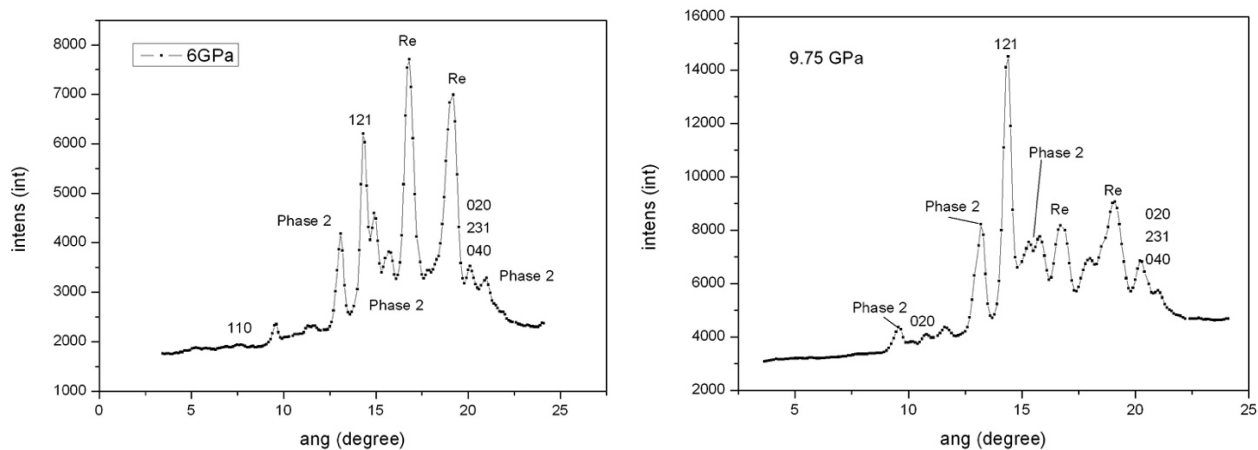 8000
7000
6000
5000
4000
3000
2000
1000
intens (int)
6GPa
Re
Re
121
Phase 2
020
231
040
Phase 2
Phase 2
110
0
5
10
15
20
25
ang (degree)
16000
14000
12000
10000
8000
6000
4000
2000
intens (int)
9.75 GPa
121
Phase 2
Phase 2
Re
Re
020
231
040
Phase 2
020
5
10
15
20
25
ang (degree)